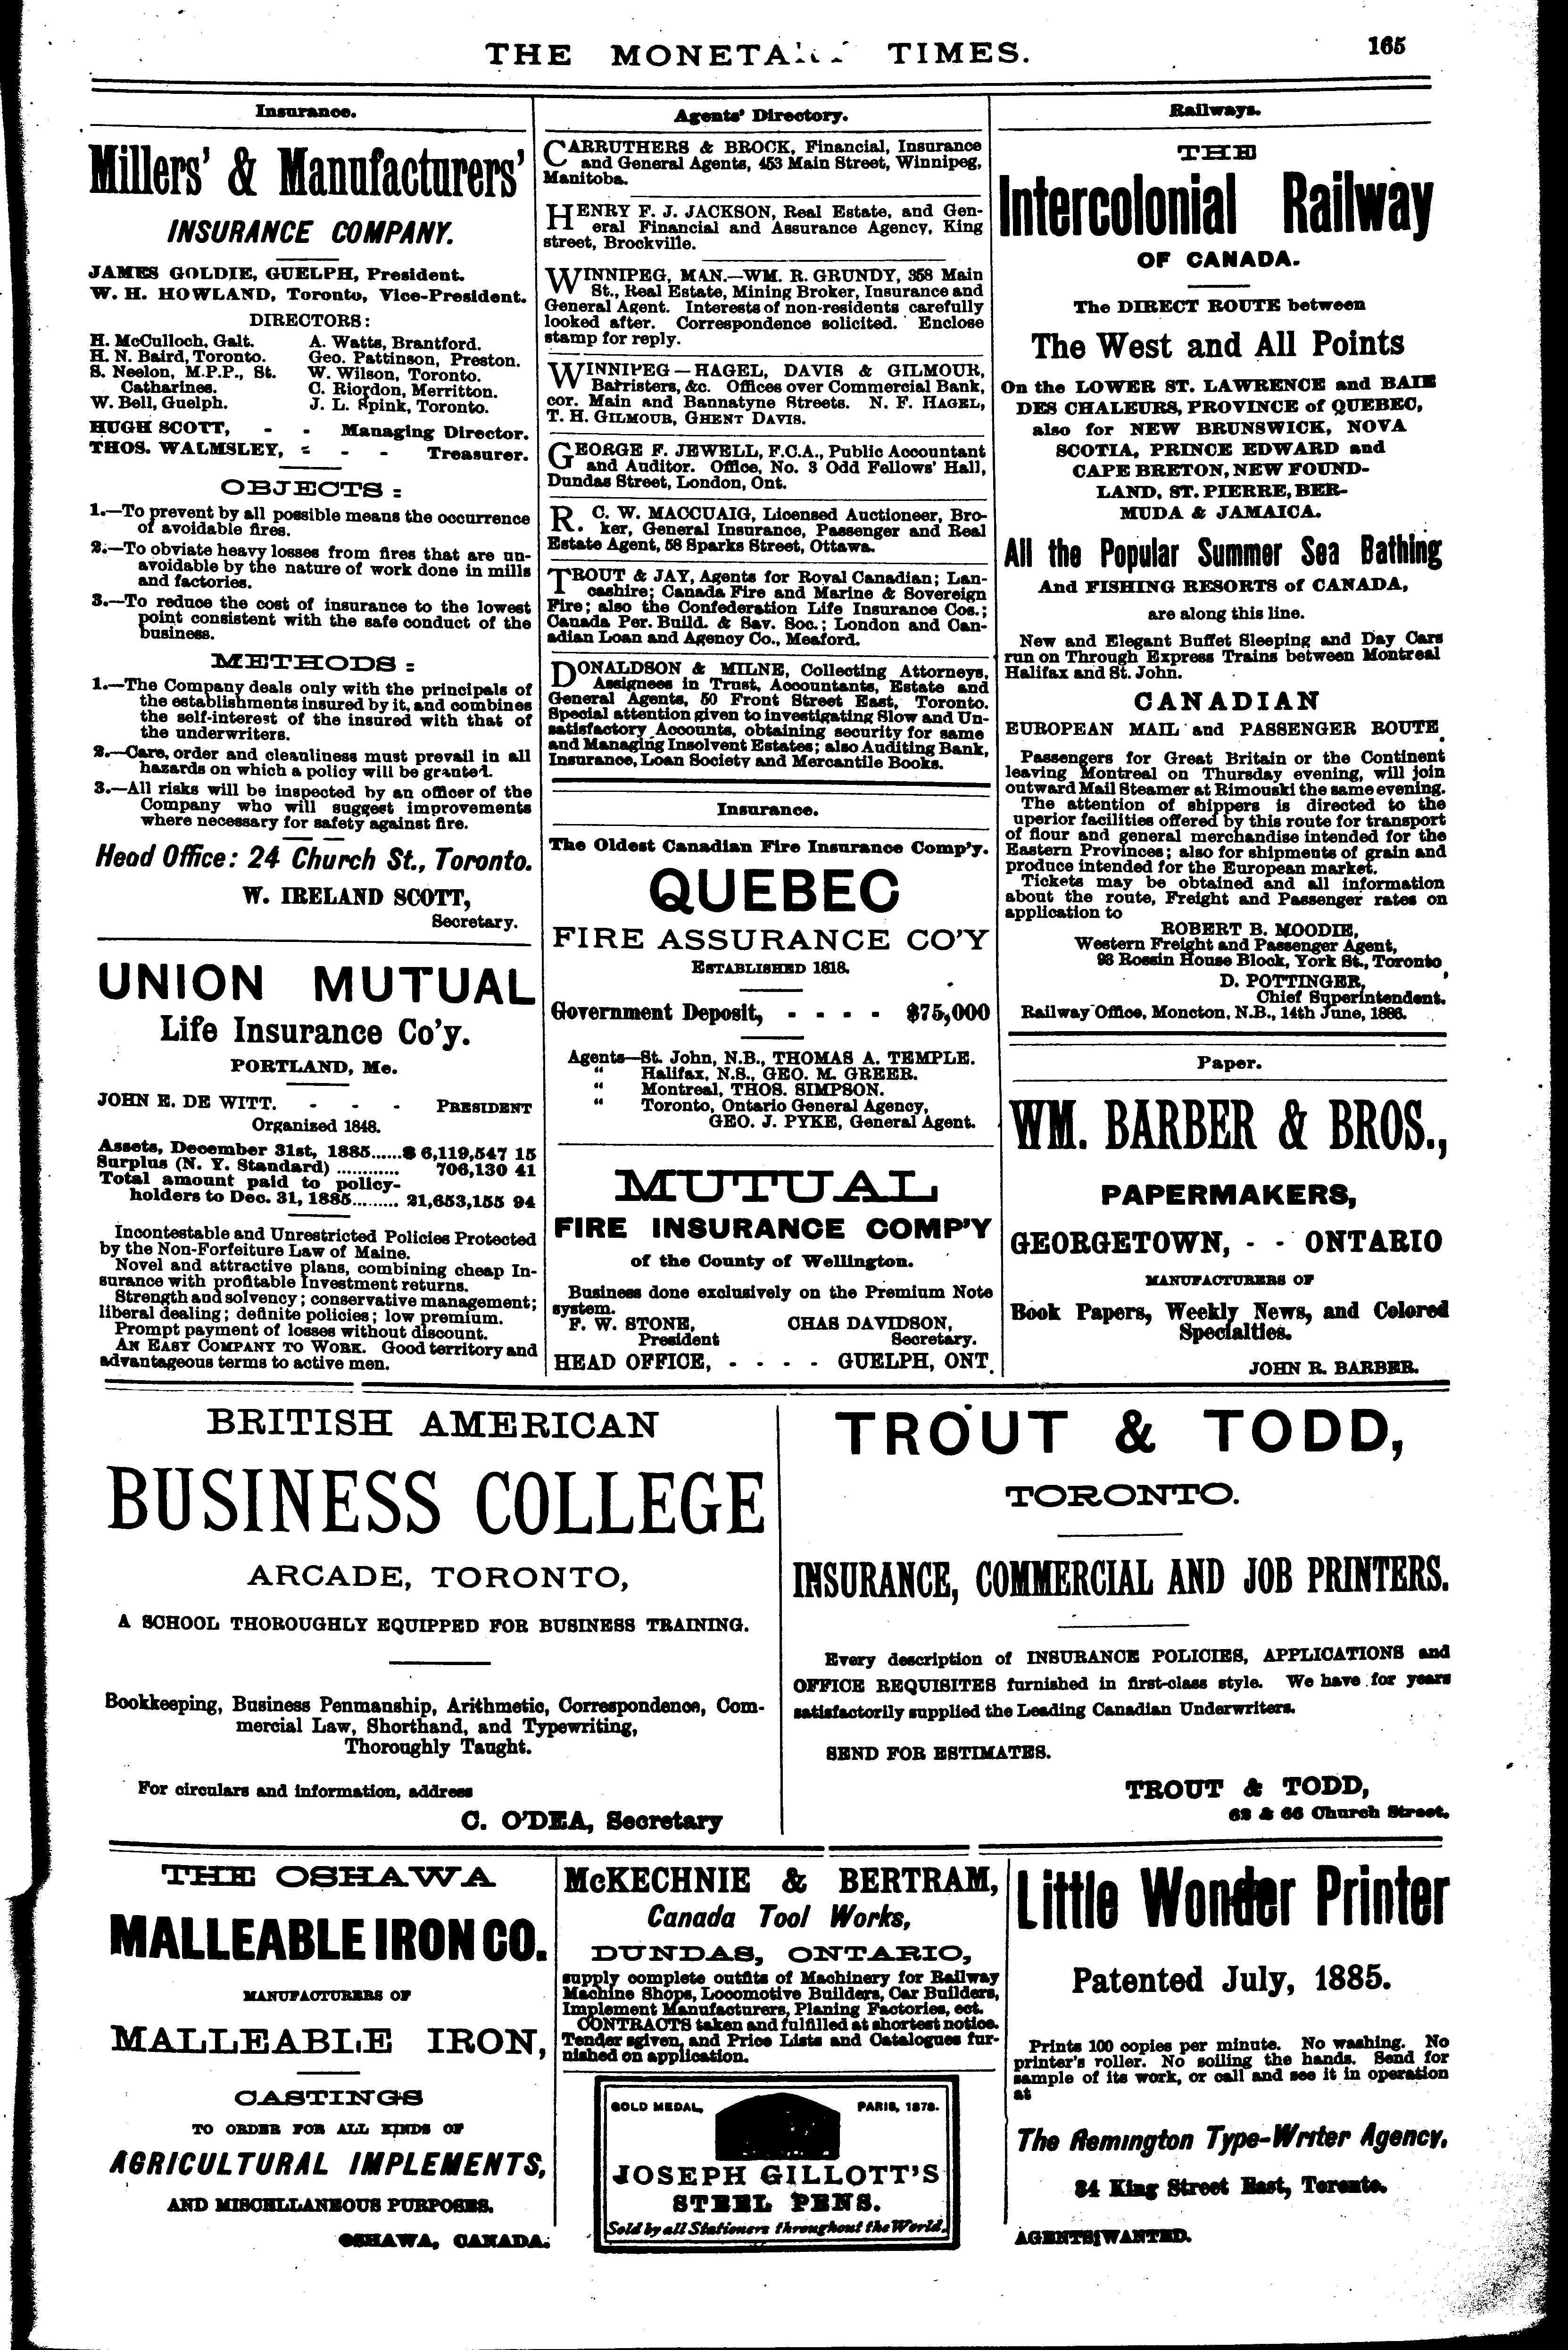 THE MONETA TIMES.
165
Insurance.
Millers' & Manufacturers'
INSURANCE COMPANY.
JAMES GOLDIE, GUELPH, President.
W. H. HOWLAND, Toronto, Vice-President.
DIRECTORS:
H. McCulloch, Galt. A. Watts, Brantford.
H. N. Baird, Toronto. Geo. Pattinson, Preston.
S. Neelon, M.P.P., St. W. Wilson, Toronto.
Catharines. C. Riordon, Merritton.
W. Bell, Guelph. J. L. Spink, Toronto.
HUGH SCOTT, - - Managing Director.
THOS. WALMSLEY, - - - Treasurer.
OBJECTS:
1.—To prevent by all possible means the occurrence
of avoidable fires.
2.—To obviate heavy losses from fires that are un-
avoidable by the nature of work done in mills
and factories.
3.—To reduce the cost of insurance to the lowest
point consistent with the safe conduct of the
business.
METHODS:
1.—The Company deals only with the principals of
the establishments insured by it, and combines
the self-interest of the insured with that of
the underwriters.
2.—Care, order and cleanliness must prevail in all
hazards on which a policy will be granted.
3.—All risks will be inspected by an officer of the
Company who will suggest improvements
where necessary for safety against fire.
Head Office: 24 Church St., Toronto.
W. IRELAND SCOTT,
Secretary.
UNION MUTUAL
Life Insurance Co'y.
PORTLAND, Me.
JOHN E. DE WITT. - - - PRESIDENT
Organized 1848.
Assets, December 31st, 1885......$ 6,119,547 15
Surplus (N. Y. Standard) ............ 706,130 41
Total amount paid to policy-
holders to Dec. 31, 1885......... 21,653,155 94
Incontestable and Unrestricted Policies Protected
by the Non-Forfeiture Law of Maine.
Novel and attractive plans, combining cheap In-
surance with profitable Investment returns.
Strength and solvency; conservative management;
liberal dealing; definite policies; low premium.
Prompt payment of losses without discount.
AN EASY COMPANY TO WORK. Good territory and
advantageous terms to active men.
Agents' Directory.
CARRUTHERS & BROCK, Financial, Insurance
and General Agents, 453 Main Street, Winnipeg,
Manitoba.
HENRY F. J. JACKSON, Real Estate, and Gen-
eral Financial and Assurance Agency, King
street, Brockville.
WINNIPEG, MAN.—WM. R. GRUNDY, 358 Main
St., Real Estate, Mining Broker, Insurance and
General Agent. Interests of non-residents carefully
looked after. Correspondence solicited. Enclose
stamp for reply.
WINNIPEG—HAGEL, DAVIS & GILMOUR,
Barristers, &c. Offices over Commercial Bank,
cor. Main and Bannatyne Streets. N. F. HAGEL,
T. H. GILMOUR, GHENT DAVIS.
GEORGE F. JEWELL, F.C.A., Public Accountant
and Auditor. Office, No. 3 Odd Fellows' Hall,
Dundas Street, London, Ont.
R. C. W. MACCUAIG, Licensed Auctioneer, Bro-
ker, General Insurance, Passenger and Real
Estate Agent, 58 Sparks Street, Ottawa.
TROUT & JAY, Agents for Royal Canadian; Lan-
cashire; Canada Fire and Marine & Sovereign
Fire; also the Confederation Life Insurance Cos.;
Canada Per. Build. & Sav. Soc.; London and Can-
adian Loan and Agency Co., Meaford.
DONALDSON & MILNE, Collecting Attorneys,
Assignees in Trust, Accountants, Estate and
General Agents, 50 Front Street East, Toronto.
Special attention given to investigating Slow and Un-
satisfactory Accounts, obtaining security for same
and Managing Insolvent Estates; also Auditing Bank,
Insurance, Loan Society and Mercantile Books.
Insurance.
The Oldest Canadian Fire Insurance Comp'y.
QUEBEC
FIRE ASSURANCE CO'Y
ESTABLISHED 1818.
Government Deposit, - - - - $75,000
Agents—St. John, N.B., THOMAS A. TEMPLE.
" Halifax, N.S., GEO. M. GREER.
" Montreal, THOS. SIMPSON.
" Toronto, Ontario General Agency,
GEO. J. PYKE, General Agent.
MUTUAL
FIRE INSURANCE COMP'Y
of the County of Wellington.
Business done exclusively on the Premium Note
system.
F. W. STONE, CHAS DAVIDSON,
President Secretary.
HEAD OFFICE, - - - - GUELPH, ONT.
Railways.
THE
Intercolonial Railway
OF CANADA.
The DIRECT ROUTE between
The West and All Points
On the LOWER ST. LAWRENCE and BAIE
DES CHALEURS, PROVINCE of QUEBEC,
also for NEW BRUNSWICK, NOVA
SCOTIA, PRINCE EDWARD and
CAPE BRETON, NEW FOUND-
LAND, ST. PIERRE, BER-
MUDA & JAMAICA.
All the Popular Summer Sea Bathing
And FISHING RESORTS of CANADA,
are along this line.
New and Elegant Buffet Sleeping and Day Cars
run on Through Express Trains between Montreal
Halifax and St. John.
CANADIAN
EUROPEAN MAIL and PASSENGER ROUTE.
Passengers for Great Britain or the Continent
leaving Montreal on Thursday evening, will join
outward Mail Steamer at Rimouski the same evening.
The attention of shippers is directed to the
uperior facilities offered by this route for transport
of flour and general merchandise intended for the
Eastern Provinces; also for shipments of grain and
produce intended for the European market.
Tickets may be obtained and all information
about the route, Freight and Passenger rates on
application to
ROBERT B. MOODIE,
Western Freight and Passenger Agent,
93 Rossin House Block, York St., Toronto
D. POTTINGER,
Chief Superintendent.
Railway Office, Moncton, N.B., 14th June, 1886.
Paper.
WM. BARBER & BROS.,
PAPERMAKERS,
GEORGETOWN, - - ONTARIO
MANUFACTURERS OF
Book Papers, Weekly News, and Colored
Specialties.
JOHN R. BARBER.
BRITISH AMERICAN
BUSINESS COLLEGE
ARCADE, TORONTO,
A SCHOOL THOROUGHLY EQUIPPED FOR BUSINESS TRAINING.
Bookkeeping, Business Penmanship, Arithmetic, Correspondence, Com-
mercial Law, Shorthand, and Typewriting,
Thoroughly Taught.
For circulars and information, address
C. O'DEA, Secretary
TROUT & TODD,
TORONTO.
INSURANCE, COMMERCIAL AND JOB PRINTERS.
Every description of INSURANCE POLICIES, APPLICATIONS and
OFFICE REQUISITES furnished in first-class style. We have for years
satisfactorily supplied the Leading Canadian Underwriters.
SEND FOR ESTIMATES.
TROUT & TODD,
62 & 66 Church Street.
THE OSHAWA
MALLEABLE IRON CO.
MANUFACTURERS OF
MALLEABLE IRON,
CASTINGS
TO ORDER FOR ALL KINDS OF
AGRICULTURAL IMPLEMENTS,
AND MISCELLANEOUS PURPOSES.
OSHAWA, CANADA.
McKECHNIE & BERTRAM,
Canada Tool Works,
DUNDAS, ONTARIO,
supply complete outfits of Machinery for Railway
Machine Shops, Locomotive Builders, Car Builders,
Implement Manufacturers, Planing Factories, ect.
CONTRACTS taken and fulfilled at shortest notice.
Tender sgiven, and Price Lists and Catalogues fur-
nished on application.
GOLD MEDAL, PARIS, 1878.
JOSEPH GILLOTT'S
STEEL PENS.
Sold by all Stationers throughout the World.
Little Wonder Printer
Patented July, 1885.
Prints 100 copies per minute. No washing. No
printer's roller. No soiling the hands. Send for
sample of its work, or call and see it in operation
at
The Remington Type-Writer Agency,
84 King Street East, Toronto.
AGENTS WANTED.